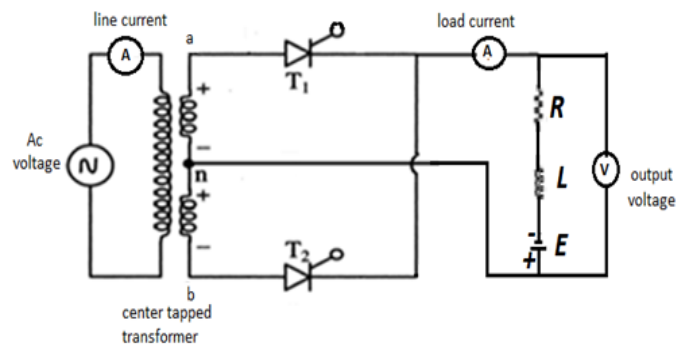 line current
load current
A
a
A
T1
R
+
Ac
voltage
−
n
L
V
output
voltage
+
−
T2
-
+
E
b
center tapped
transformer